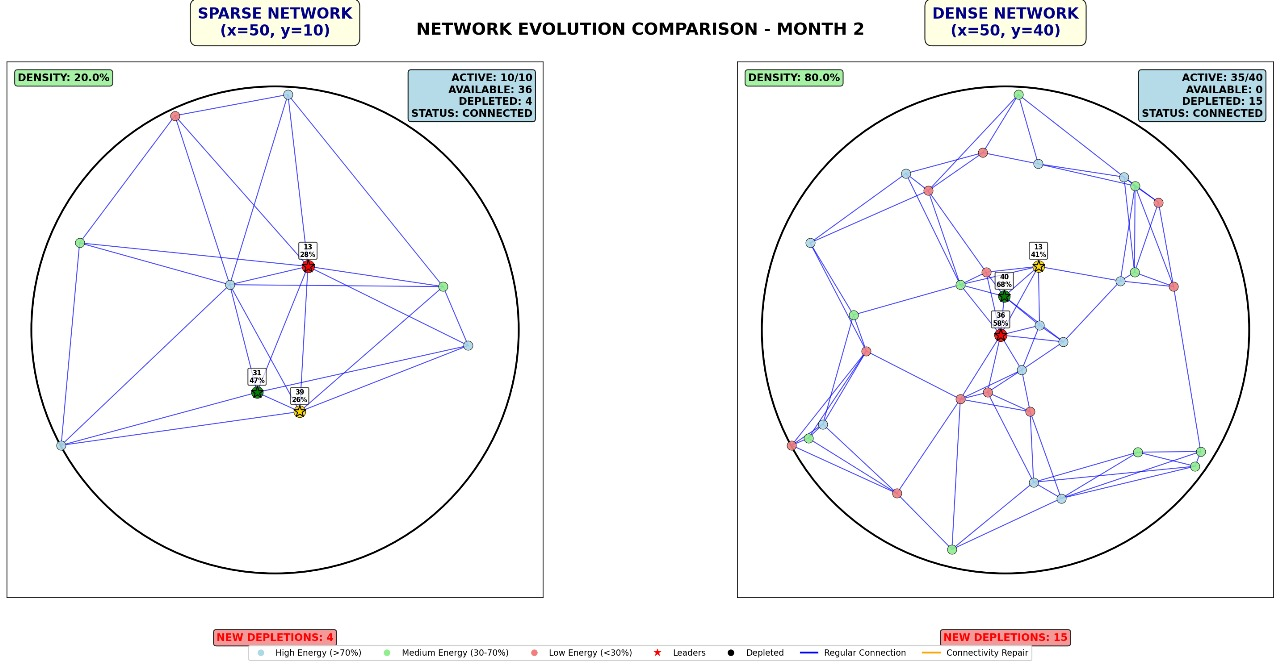 SPARSE NETWORK
(x=50, y=10)
NETWORK EVOLUTION COMPARISON - MONTH 2
DENSE NETWORK
(x=50, y=40)
DENSITY: 20.0%
ACTIVE: 10/10
AVAILABLE: 36
DEPLETED: 4
STATUS: CONNECTED
13
28%
31
47%
39
26%
DENSITY: 80.0%
ACTIVE: 35/40
AVAILABLE: 0
DEPLETED: 15
STATUS: CONNECTED
13
41%
40
68%
36
58%
NEW DEPLETIONS: 4
NEW DEPLETIONS: 15
High Energy (>70%)
Medium Energy (30-70%)
Low Energy (<30%)
Leaders
Depleted
Regular Connection
Connectivity Repair